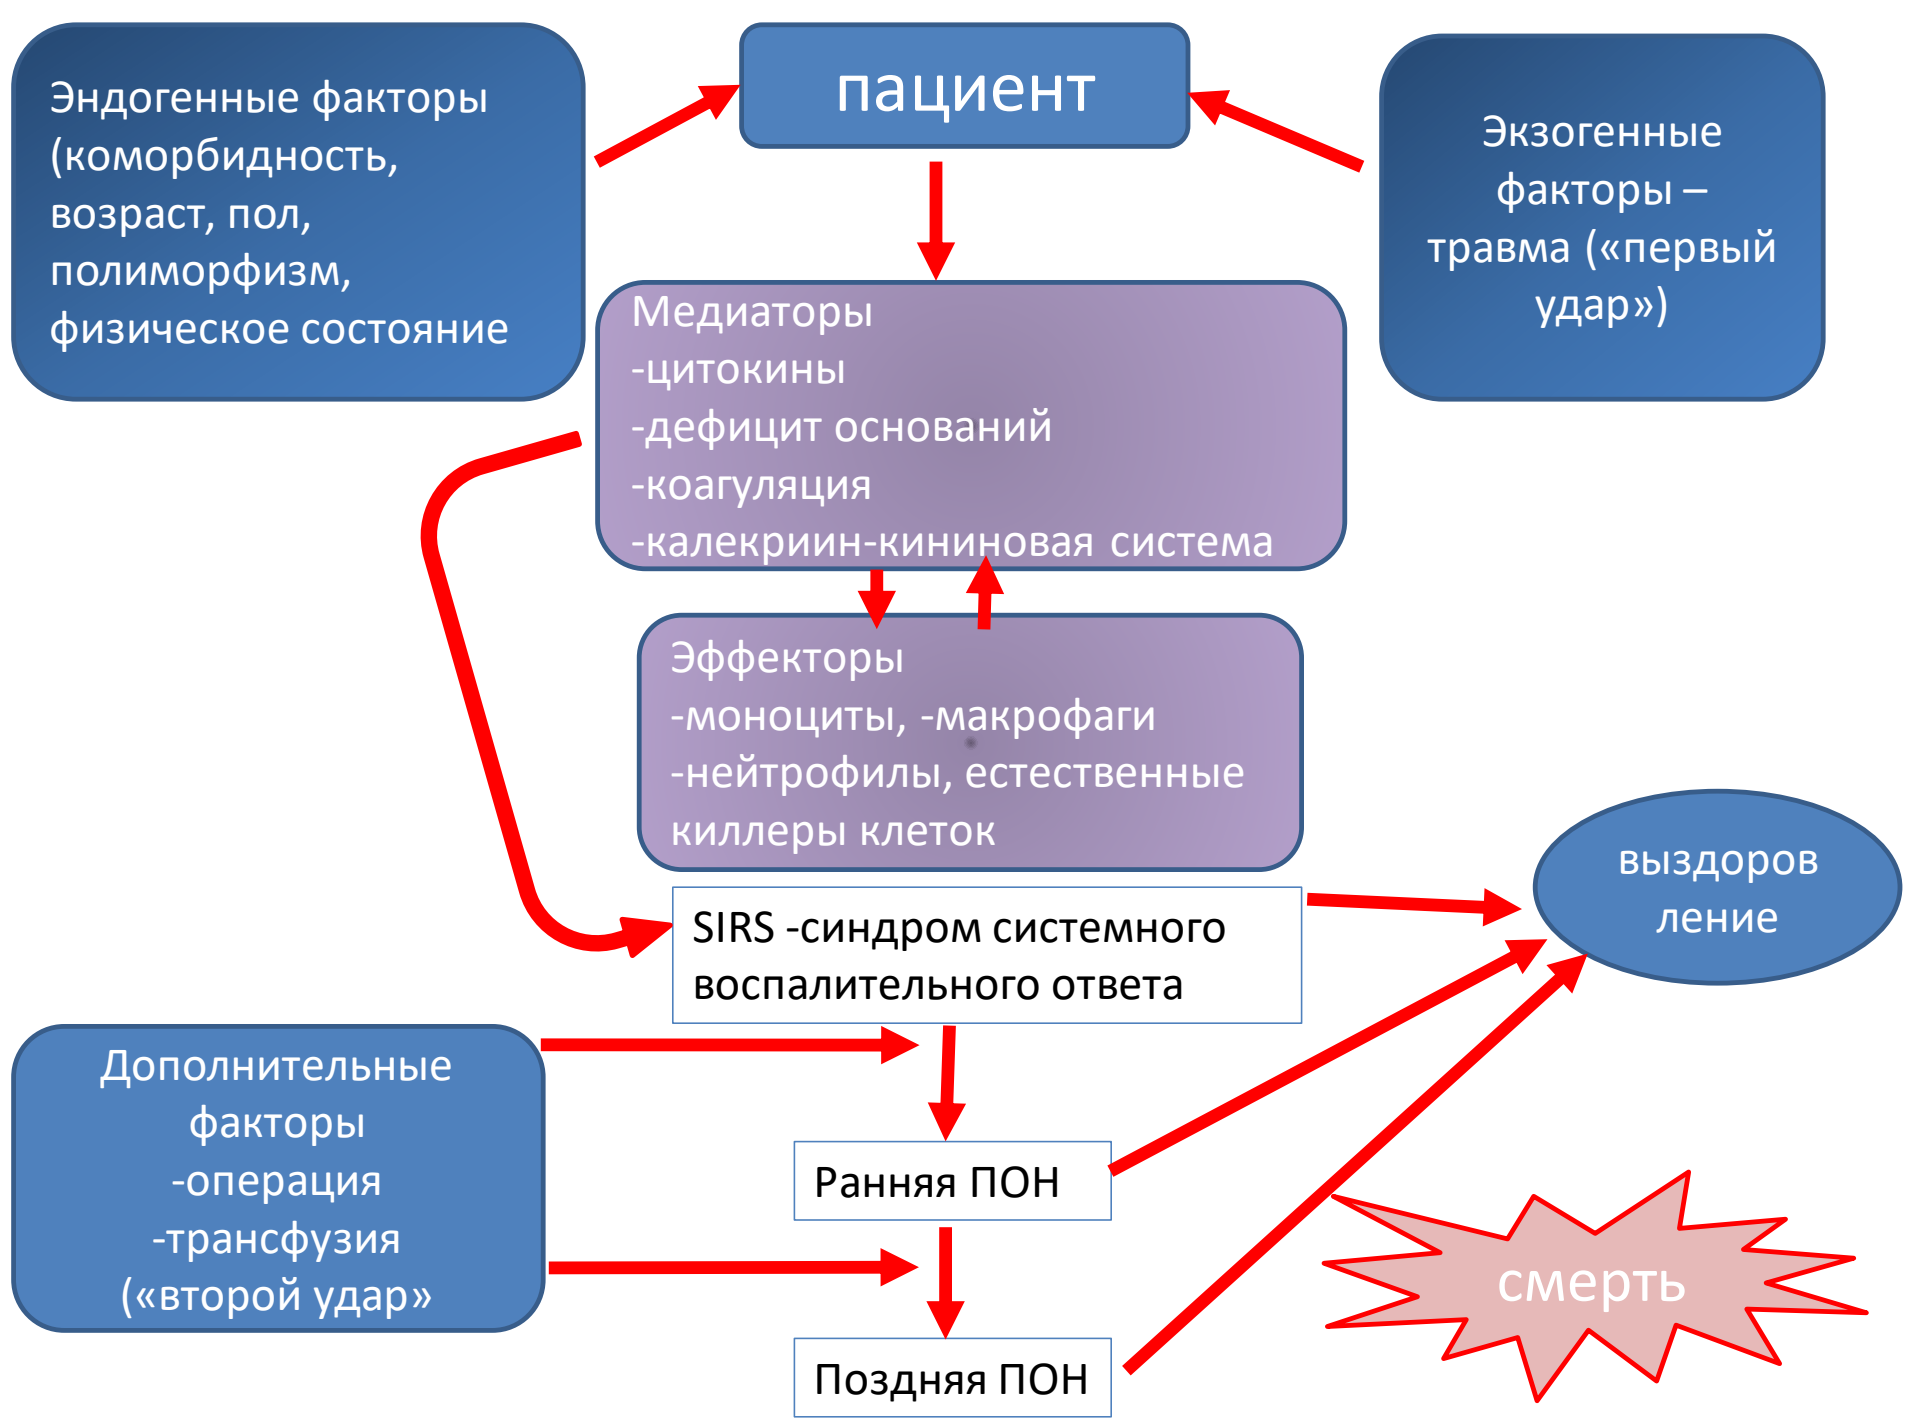 Эндогенные факторы
(коморбидность,
возраст, пол,
полиморфизм,
физическое состояние
пациент
Экзогенные
факторы –
травма («первый
удар»)
Медиаторы
-цитокины
-дефицит оснований
-коагуляция
-калекриин-кининовая система
Эффекторы
-моноциты, -макрофаги
-нейтрофилы, естественные
киллеры клеток
SIRS -синдром системного
воспалительного ответа
выздоров
ление
Дополнительные
факторы
-операция
-трансфузия
(«второй удар»
Ранняя ПОН
Поздняя ПОН
смерть